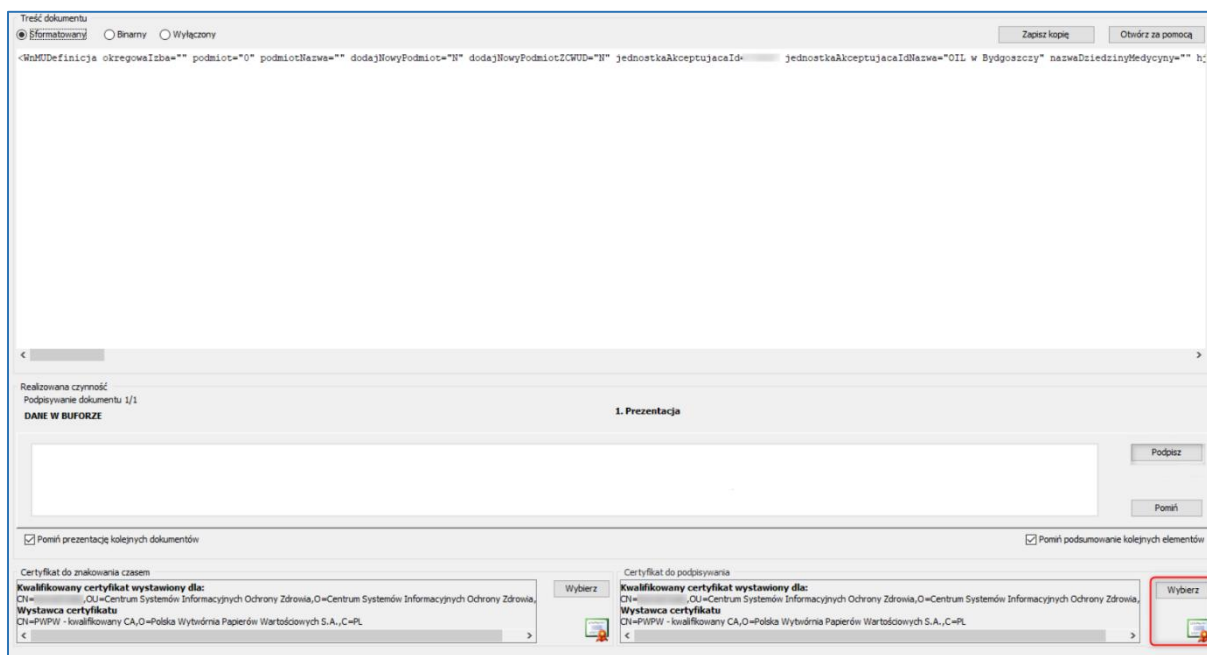 Treść dokumentu
Sformatowany Binarny Wyłączony Zapisz kopię Otwórz za pomocą
<WnMUDefinicja okregowaIzba="" podmiot="0" podmiotNazwa="" dodajNowyPodmiot="N" dodajNowyPodmiotZCWUD="N" jednostkaAkceptujacaId= jednostkaAkceptujacaIdNazwa="OIL w Bydgoszczy" nazwaDziedzinyMedycyny="" hj
Realizowana czynność
Podpisywanie dokumentu 1/1
DANE W BUFORZE
1. Prezentacja
Podpisz
Pomiń
Pomiń prezentację kolejnych dokumentów Pomiń podsumowanie kolejnych elementów
Certyfikat do znakowania czasem
Kwalifikowany certyfikat wystawiony dla:
CN= ,OU=Centrum Systemów Informacyjnych Ochrony Zdrowia,O=Centrum Systemów Informacyjnych Ochrony Zdrowia,
Wystawca certyfikatu
CN=PWPW - kwalifikowany CA,O=Polska Wytwórnia Papierów Wartościowych S.A.,C=PL
Wybierz
Certyfikat do podpisywania
Kwalifikowany certyfikat wystawiony dla:
CN= ,OU=Centrum Systemów Informacyjnych Ochrony Zdrowia,O=Centrum Systemów Informacyjnych Ochrony Zdrowia,
Wystawca certyfikatu
CN=PWPW - kwalifikowany CA,O=Polska Wytwórnia Papierów Wartościowych S.A.,C=PL
Wybierz